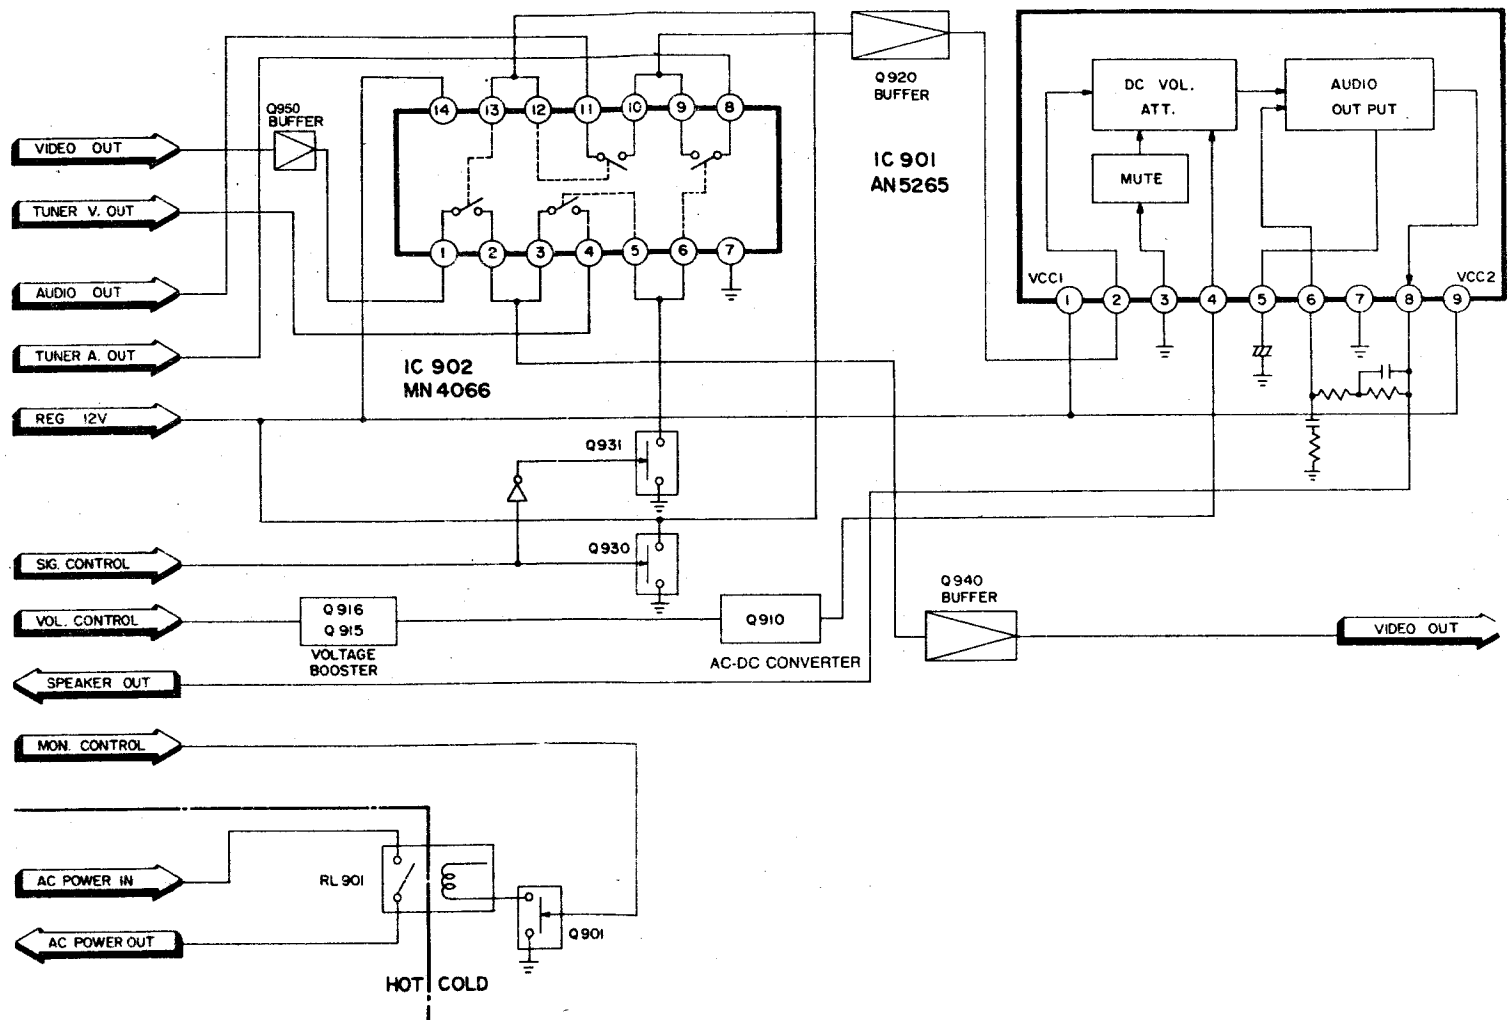 VIDEO OUT
TUNER V. OUT
AUDIO OUT
TUNER A. OUT
REG 12V
SIG. CONTROL
VOL. CONTROL
SPEAKER OUT
MON. CONTROL
AC POWER IN
AC POWER OUT
Q950
BUFFER
14 13 12 11 10 9 8
1 2 3 4 5 6 7
IC 902
MN4066
Q920
BUFFER
IC 901
AN5265
DC VOL.
ATT.
AUDIO
OUT PUT
MUTE
VCC1
VCC2
1 2 3 4 5 6 7 8 9
Q931
Q930
Q916
Q915
VOLTAGE
BOOSTER
Q910
AC-DC CONVERTER
Q940
BUFFER
VIDEO OUT
RL901
Q901
HOT
COLD